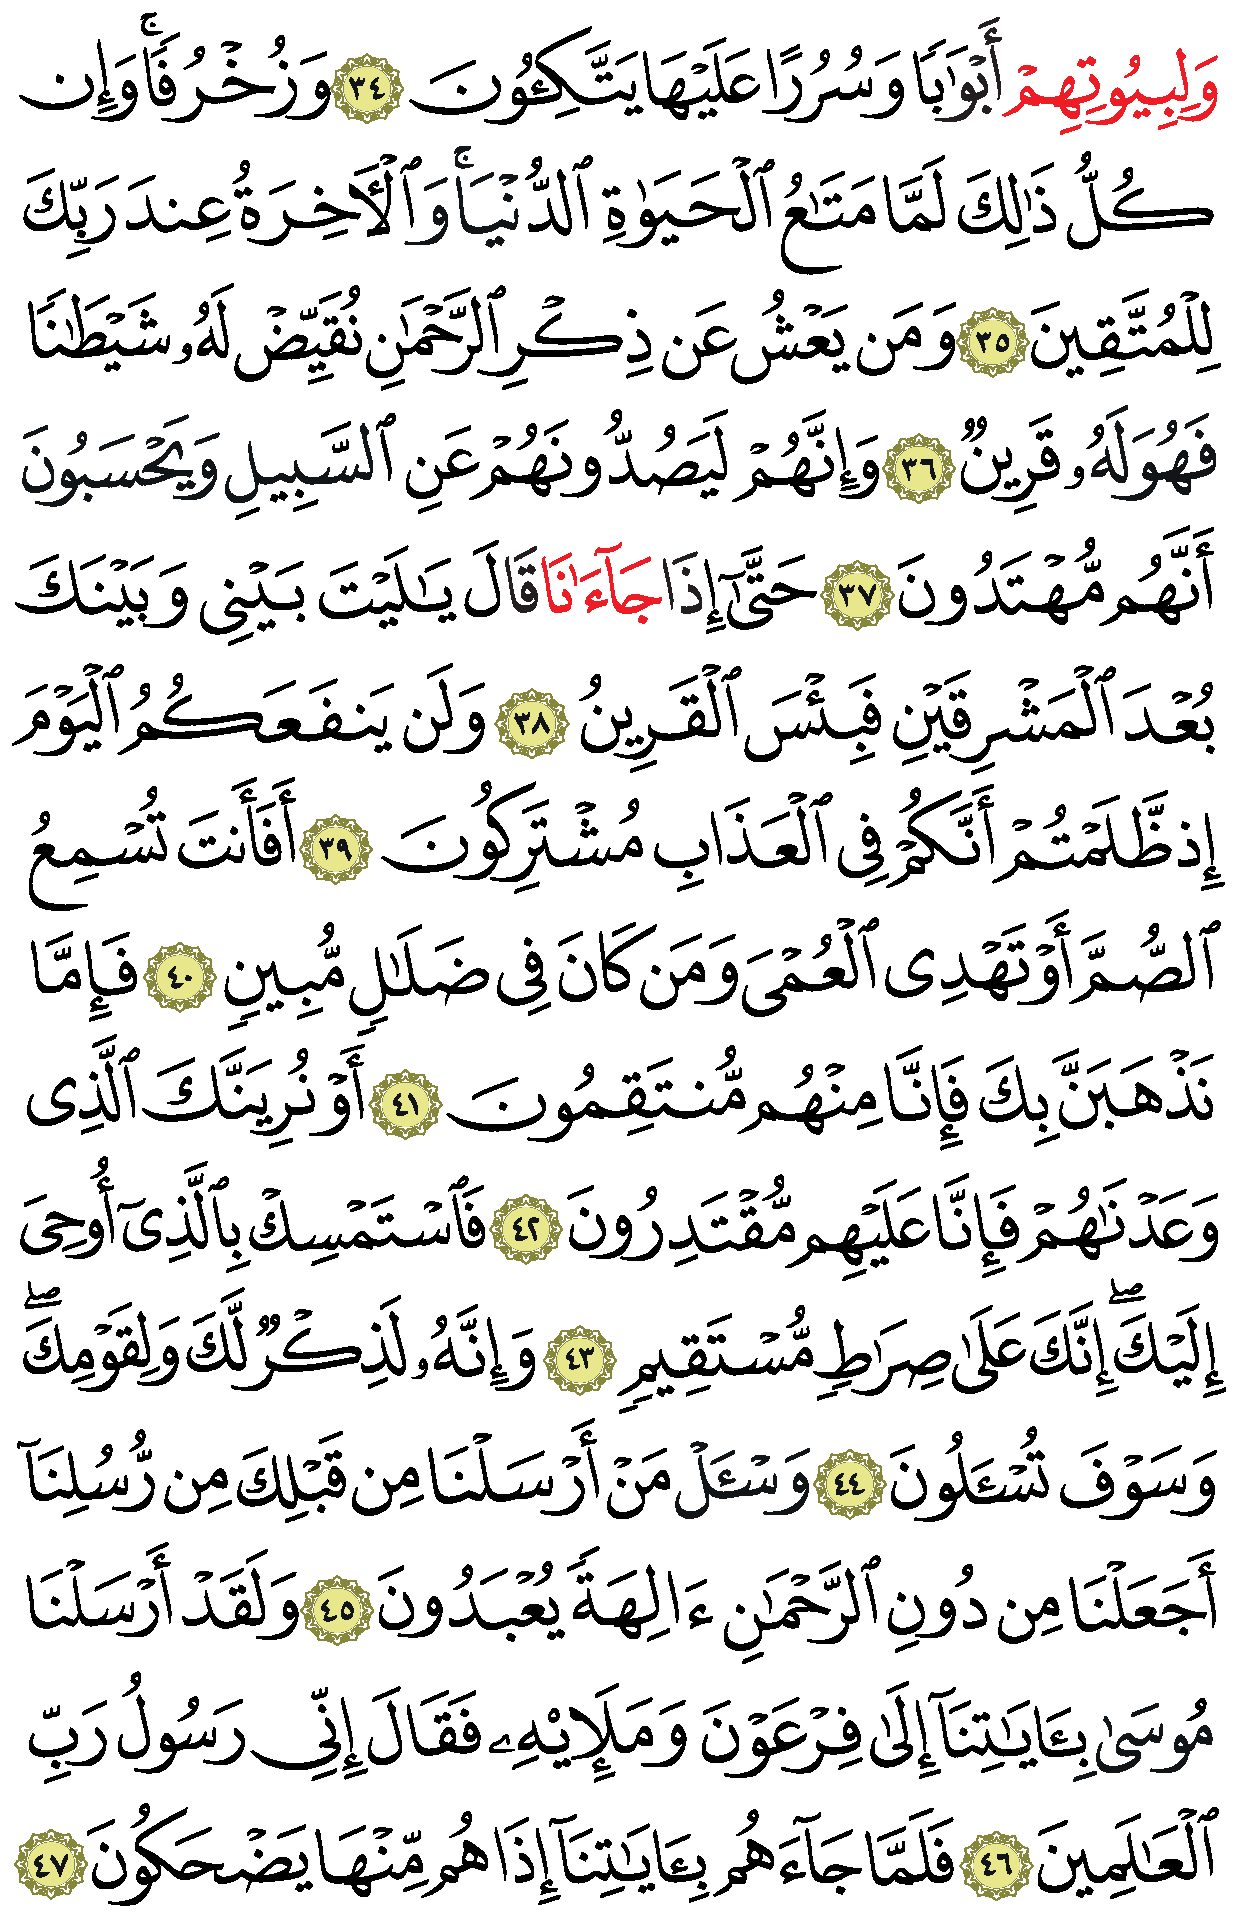 وَلِبِيُوتِهِمْ أَبْوَٰبًا وَسُرُرًا عَلَيْهَا يَتَّكِـُٔونَ ٣٤ وَزُخْرُفًا ۚ وَإِن
كُلُّ ذَٰلِكَ لَمَا مَتَـٰعُ ٱلْحَيَوٰةِ ٱلدُّنْيَا ۚ وَٱلْـَٔاخِرَةُ عِندَ رَبِّكَ
لِلْمُتَّقِينَ ٣٥ وَمَن يَعْشُ عَن ذِكْرِ ٱلرَّحْمَـٰنِ نُقَيِّضْ لَهُۥ شَيْطَـٰنًا
فَهُوَ لَهُۥ قَرِينٌ ٣٦ وَإِنَّهُمْ لَيَصُدُّونَهُمْ عَنِ ٱلسَّبِيلِ وَيَحْسَبُونَ
أَنَّهُم مُّهْتَدُونَ ٣٧ حَتَّىٰٓ إِذَا جَآءَٰنَا قَالَ يَـٰلَيْتَ بَيْنِى وَبَيْنَكَ
بُعْدَ ٱلْمَشْرِقَيْنِ فَبِئْسَ ٱلْقَرِينُ ٣٨ وَلَن يَنفَعَكُمُ ٱلْيَوْمَ
إِذ ظَّلَمْتُمْ أَنَّكُمْ فِى ٱلْعَذَابِ مُشْتَرِكُونَ ٣٩ أَفَأَنتَ تُسْمِعُ
ٱلصُّمَّ أَوْ تَهْدِى ٱلْعُمْىَ وَمَن كَانَ فِى ضَلَـٰلٍ مُّبِينٍ ٤٠ فَإِمَّا
نَذْهَبَنَّ بِكَ فَإِنَّا مِنْهُم مُّنتَقِمُونَ ٤١ أَوْ نُرِيَنَّكَ ٱلَّذِى
وَعَدْنَـٰهُمْ فَإِنَّا عَلَيْهِم مُّقْتَدِرُونَ ٤٢ فَٱسْتَمْسِكْ بِٱلَّذِىٓ أُوحِىَ
إِلَيْكَ ۖ إِنَّكَ عَلَىٰ صِرَٰطٍ مُّسْتَقِيمٍ ٤٣ وَإِنَّهُۥ لَذِكْرٌ لَّكَ وَلِقَوْمِكَ ۖ
وَسَوْفَ تُسْـَٔلُونَ ٤٤ وَسْـَٔلْ مَنْ أَرْسَلْنَا مِن قَبْلِكَ مِن رُّسُلِنَآ
أَجَعَلْنَا مِن دُونِ ٱلرَّحْمَـٰنِ ءَالِهَةً يُعْبَدُونَ ٤٥ وَلَقَدْ أَرْسَلْنَا
مُوسَىٰ بِـَٔايَـٰتِنَآ إِلَىٰ فِرْعَوْنَ وَمَلَإِي۟هِۦ فَقَالَ إِنِّى رَسُولُ رَبِّ
ٱلْعَـٰلَمِينَ ٤٦ فَلَمَّا جَآءَهُم بِـَٔايَـٰتِنَآ إِذَا هُم مِّنْهَا يَضْحَكُونَ ٤٧